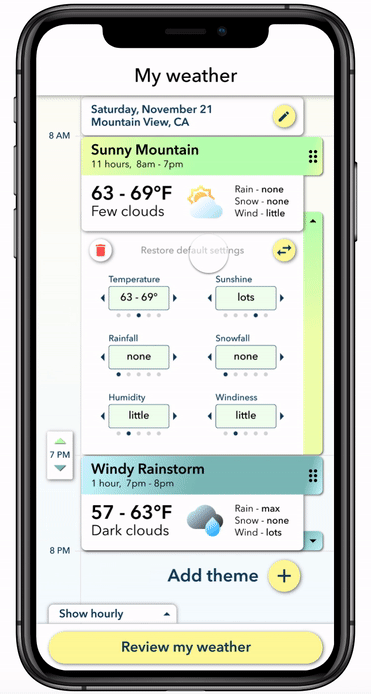 My weather
Saturday, November 21
Mountain View, CA
8 AM
Sunny Mountain
11 hours, 8am - 7pm
63 - 69°F
Few clouds
Rain - none
Snow - none
Wind - little
Restore default settings
Temperature
63 - 69°
Sunshine
lots
Rainfall
none
Snowfall
none
Humidity
little
Windiness
little
7 PM
Windy Rainstorm
1 hour, 7pm - 8pm
57 - 63°F
Dark clouds
Rain - max
Snow - none
Wind - lots
8 PM
Add theme
Show hourly
Review my weather